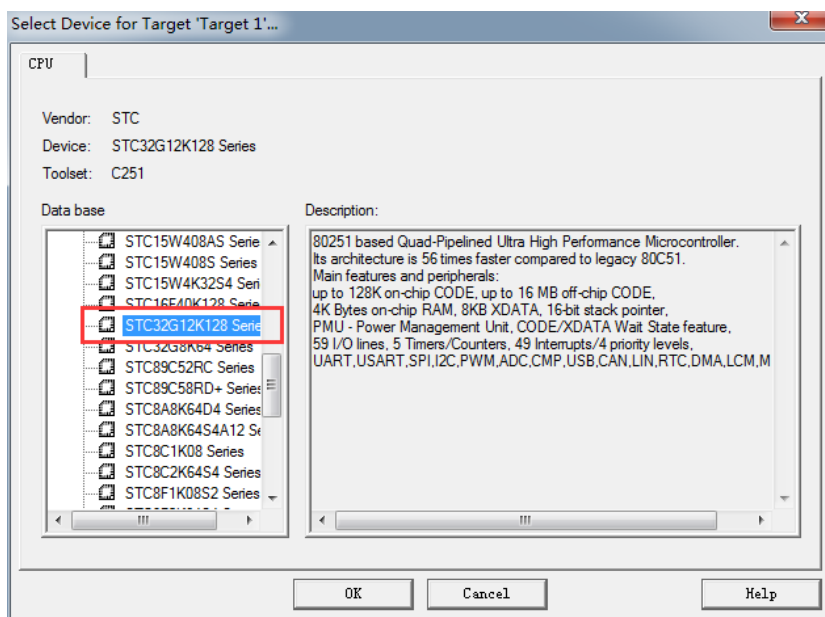 Select Device for Target 'Target 1'...
CPU
Vendor: STC
Device: STC32G12K128 Series
Toolset: C251
Data base
STC15W408AS Serie
STC15W408S Series
STC15W4K32S4 Seri
STC16F40K128 Serie
STC32G12K128 Serie
STC32G8K64 Series
STC89C52RC Series
STC89C58RD+ Series
STC8A8K64D4 Series
STC8A8K64S4A12 Se
STC8C1K08 Series
STC8C2K64S4 Series
STC8F1K08S2 Series
Description:
80251 based Quad-Pipelined Ultra High Performance Microcontroller.
Its architecture is 56 times faster compared to legacy 80C51.
Main features and peripherals:
up to 128K on-chip CODE, up to 16 MB off-chip CODE,
4K Bytes on-chip RAM, 8KB XDATA, 16-bit stack pointer,
PMU - Power Management Unit, CODE/XDATA Wait State feature,
59 I/O lines, 5 Timers/Counters, 49 Interrupts/4 priority levels,
UART,USART,SPI,I2C,PWM,ADC,CMP,USB,CAN,LIN,RTC,DMA,LCM,M
OK
Cancel
Help